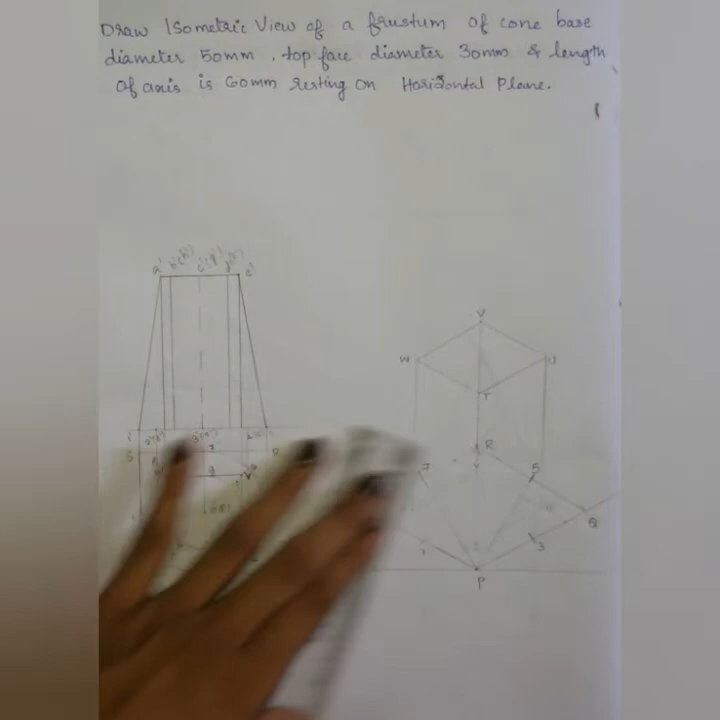 Draw Isometric View of a frustum of cone base
diameter 50mm , top face diameter 30mm & length
of axis is 60mm resting on Horizontal Plane.
a' b'(h') c'(g') d'(f') e'
V
W U
T
R
S
Q
3
P